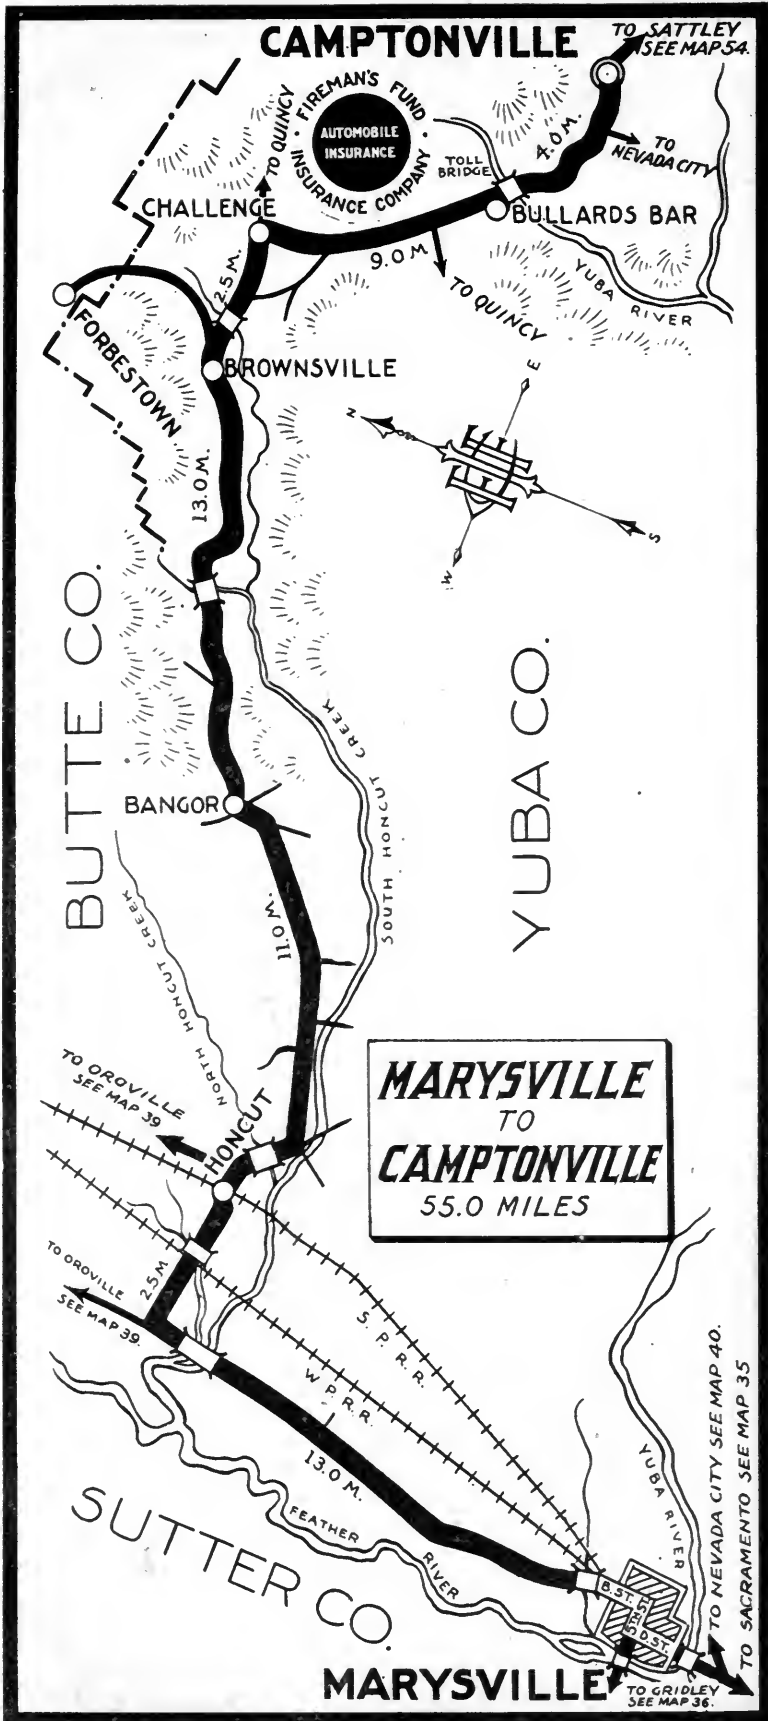 CAMPTONVILLE
TO SATTLEY
SEE MAP 54.
TO QUINCY
FIREMAN'S FUND
INSURANCE COMPANY
AUTOMOBILE
INSURANCE
4.0 M.
TO
NEVADA CITY
TOLL
BRIDGE
CHALLENGE
BULLARDS BAR
9.0 M
2.5 M.
TO QUINCY
YUBA RIVER
FORBESTOWN
BROWNSVILLE
E
N
S
W
13.0 M.
BUTTE CO.
YUBA CO.
SOUTH HONCUT CREEK
BANGOR
11.0 M.
NORTH HONCUT CREEK
TO OROVILLE
SEE MAP 39
HONCUT
MARYSVILLE
TO
CAMPTONVILLE
55.0 MILES
2.5 M
TO OROVILLE
SEE MAP 39.
S. P. R. R.
W. P. R. R.
13.0 M.
SUTTER CO.
FEATHER RIVER
YUBA RIVER
TO NEVADA CITY SEE MAP 40.
TO SACRAMENTO SEE MAP 35
B. ST.
5TH ST.
D. ST.
MARYSVILLE
TO GRIDLEY
SEE MAP 36.